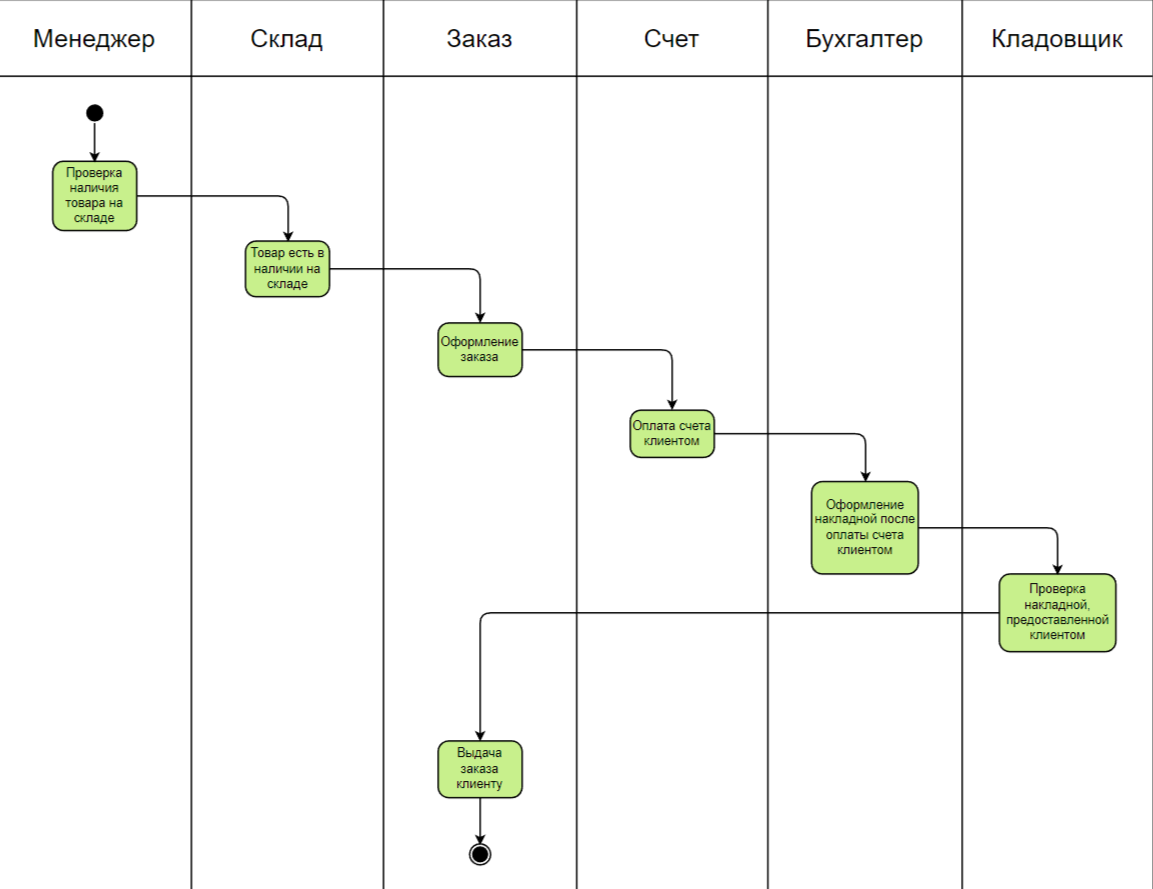 Менеджер
Склад
Заказ
Счет
Бухгалтер
Кладовщик
Проверка
наличия
товара на
складе
Товар есть в
наличии на
складе
Оформление
заказа
Оплата счета
клиентом
Оформление
накладной после
оплаты счета
клиентом
Проверка
накладной,
предоставленной
клиентом
Выдача
заказа
клиенту